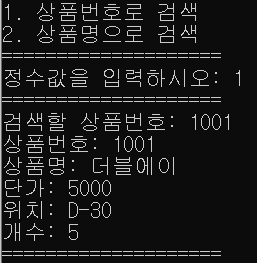 1. 상품번호로 검색
2. 상품명으로 검색
====================
정수값을 입력하시오: 1
====================
검색할 상품번호: 1001
상품번호: 1001
상품명: 더블에이
단가: 5000
위치: D-30
개수: 5
====================